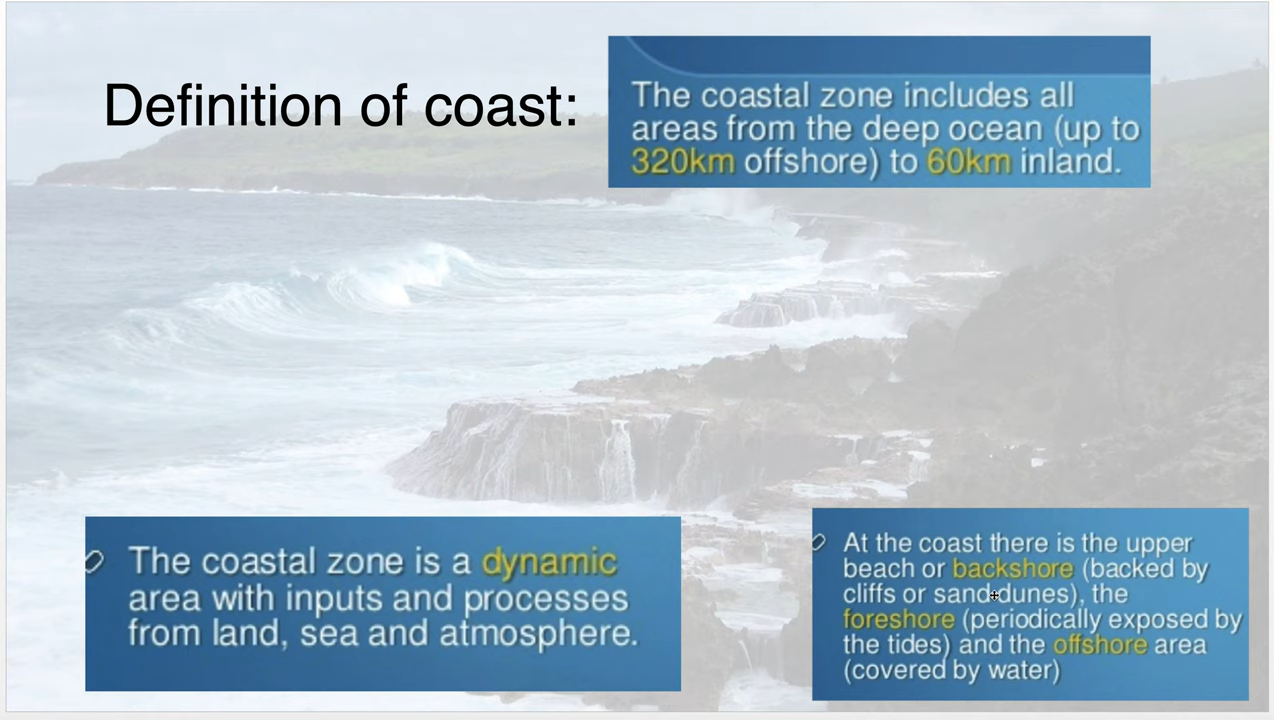 Definition of coast:
The coastal zone includes all
areas from the deep ocean (up to
320km offshore) to 60km inland.
The coastal zone is a dynamic
area with inputs and processes
from land, sea and atmosphere.
At the coast there is the upper
beach or backshore (backed by
cliffs or sand dunes), the
foreshore (periodically exposed by
the tides) and the offshore area
(covered by water)